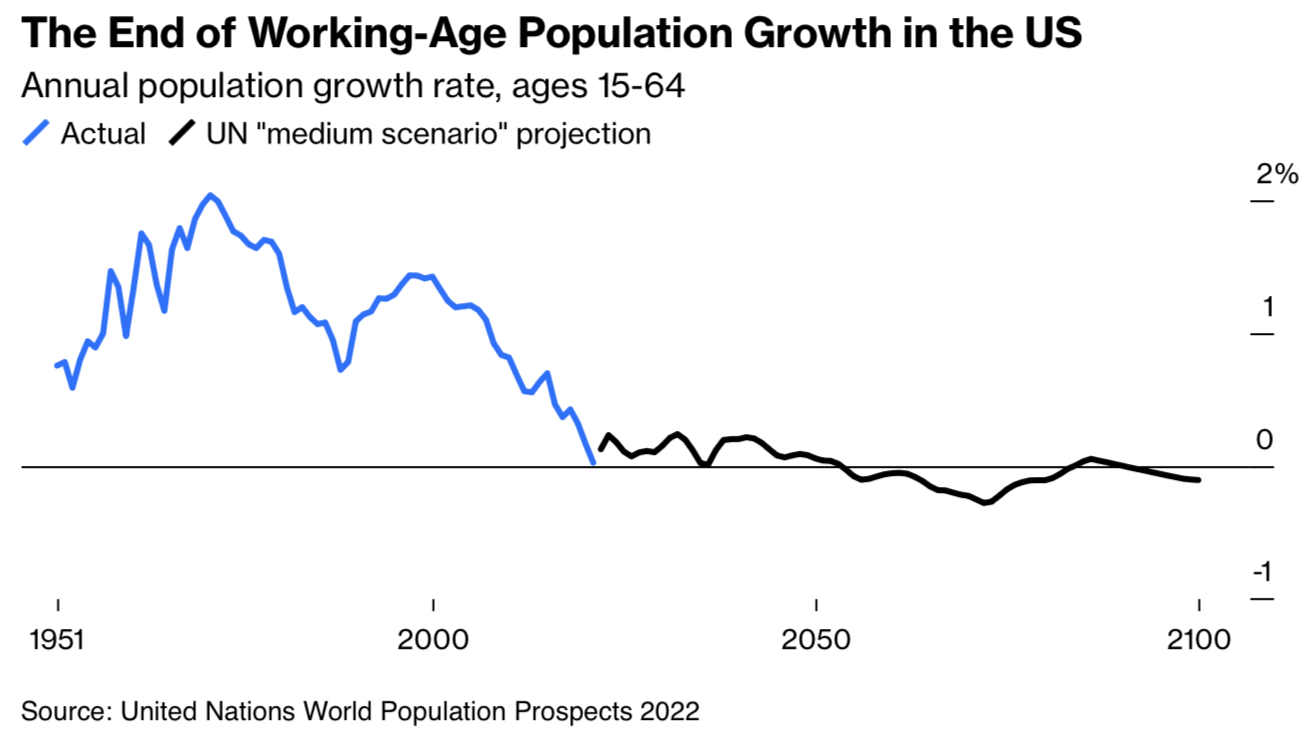 The End of Working-Age Population Growth in the US
Annual population growth rate, ages 15-64
Actual UN "medium scenario" projection
2%
1
0
-1
1951 2000 2050 2100
Source: United Nations World Population Prospects 2022